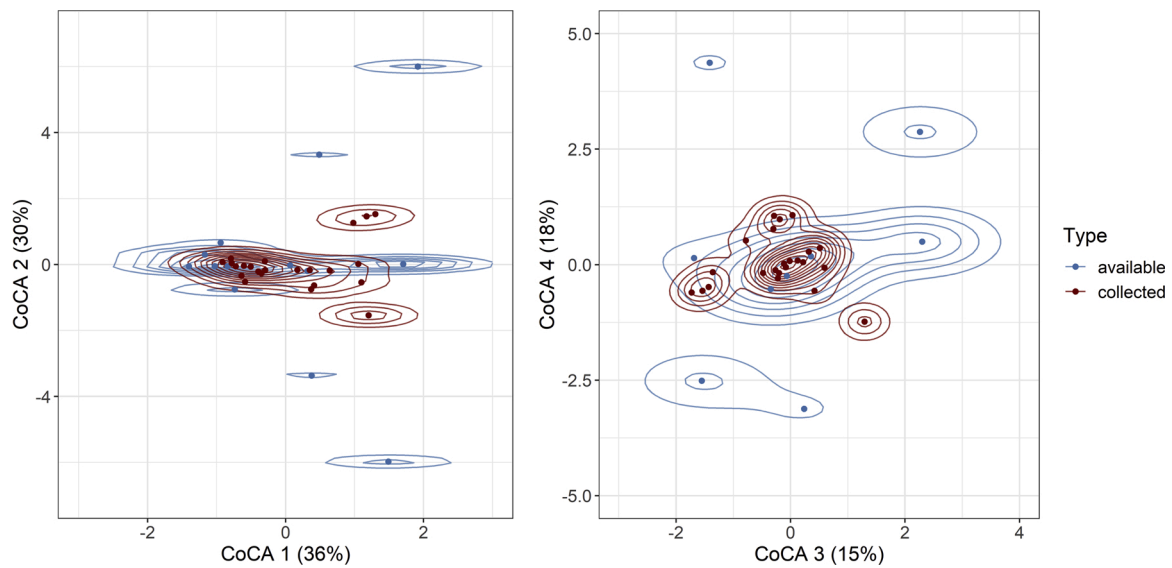 4
0
-4
CoCA 2 (30%)
-2
0
2
CoCA 1 (36%)
5.0
2.5
0.0
-2.5
-5.0
CoCA 4 (18%)
-2
0
2
4
CoCA 3 (15%)
Type
available
collected